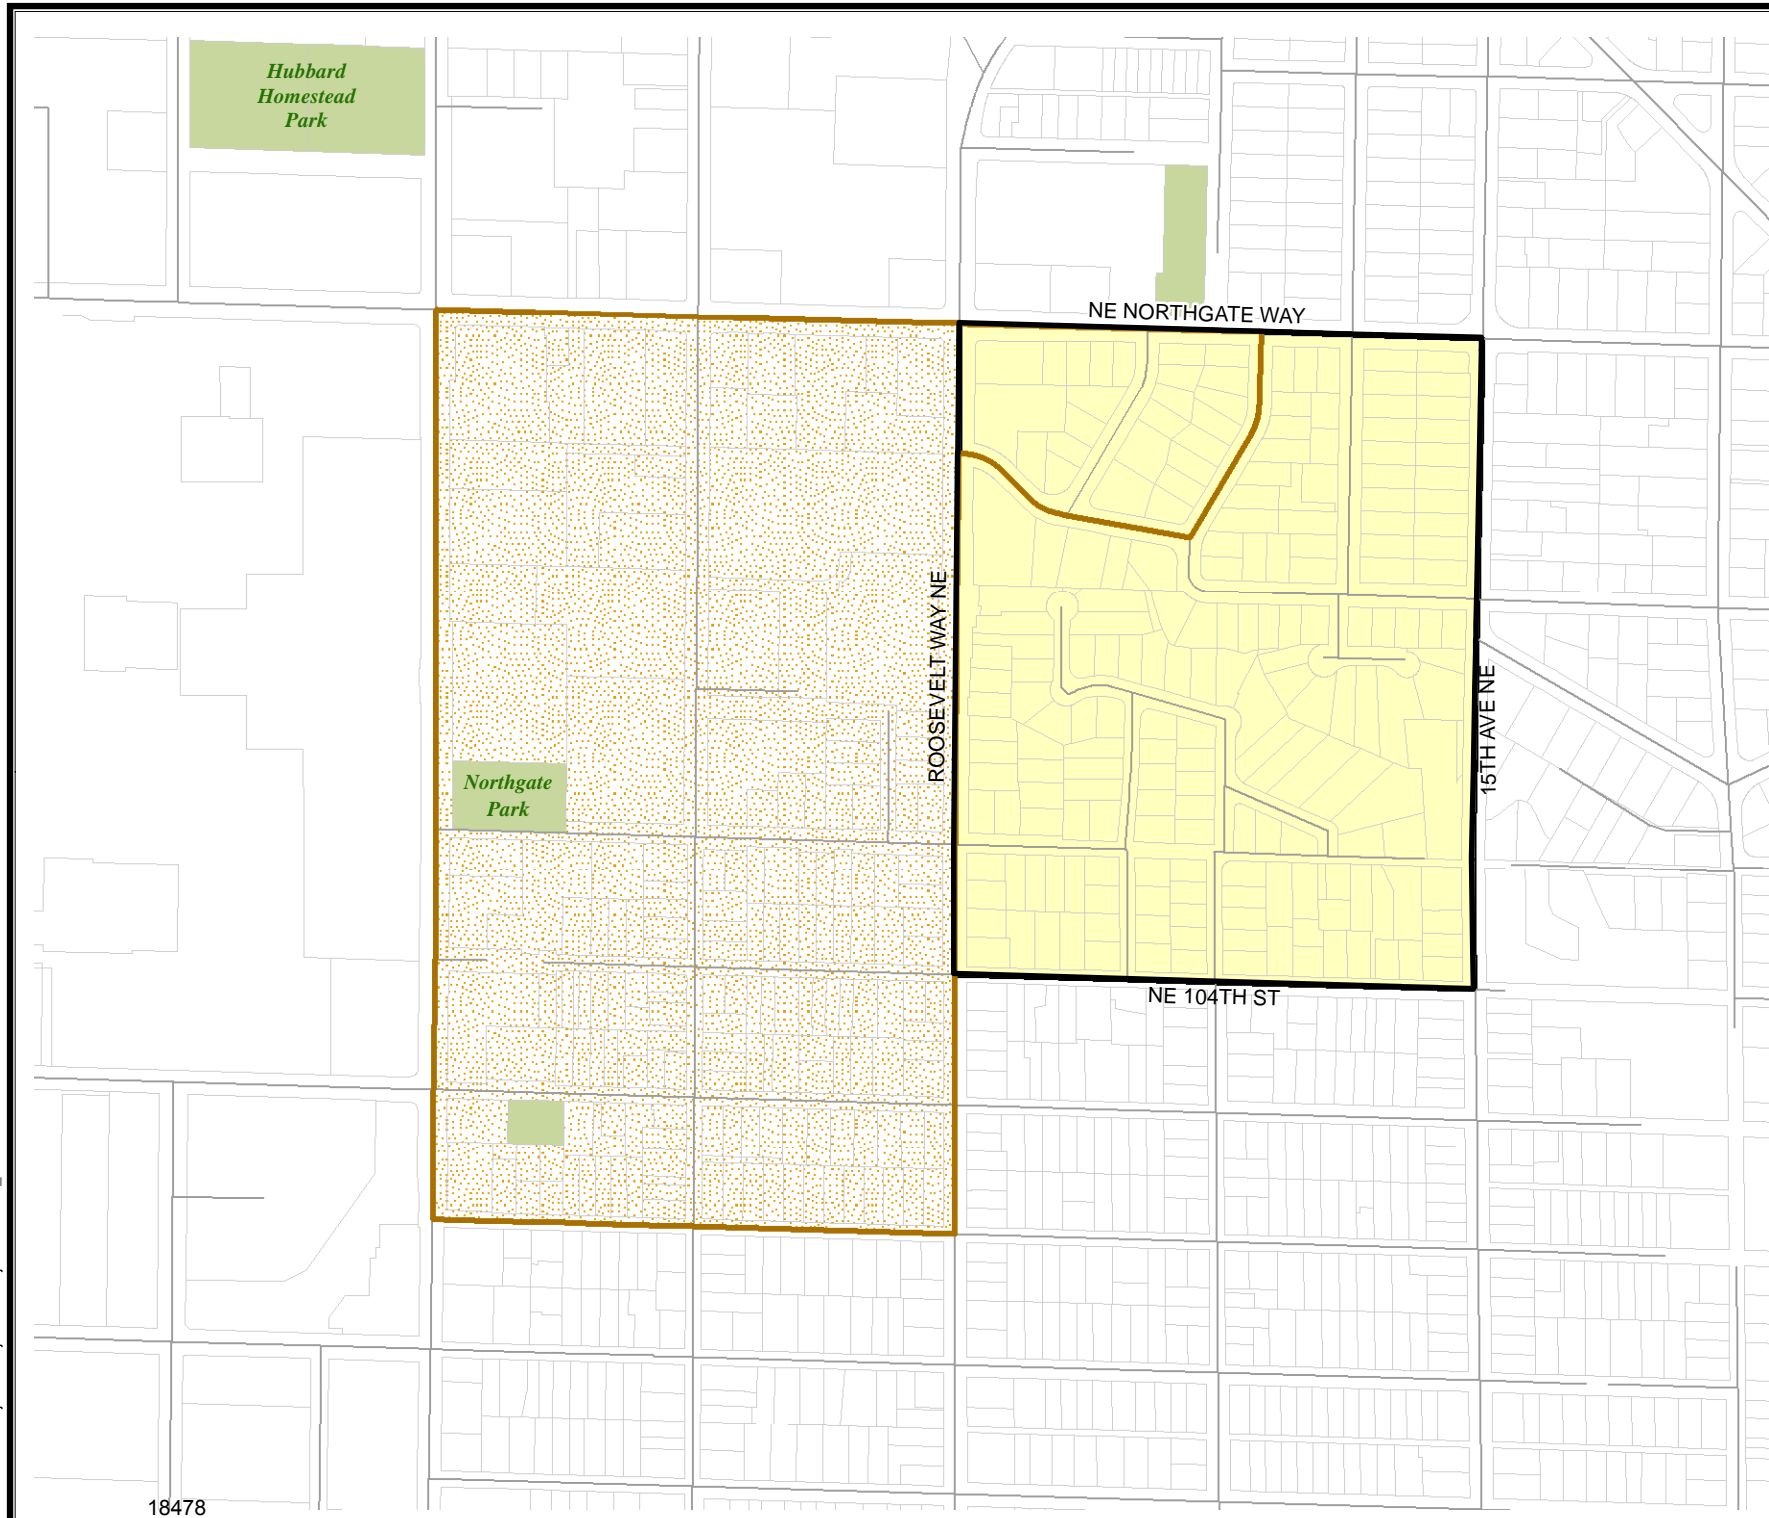 Hubbard
Homestead
Park
NE NORTHGATE WAY
ROOSEVELT WAY NE
15TH AVE NE
Northgate
Park
NE 104TH ST
18478